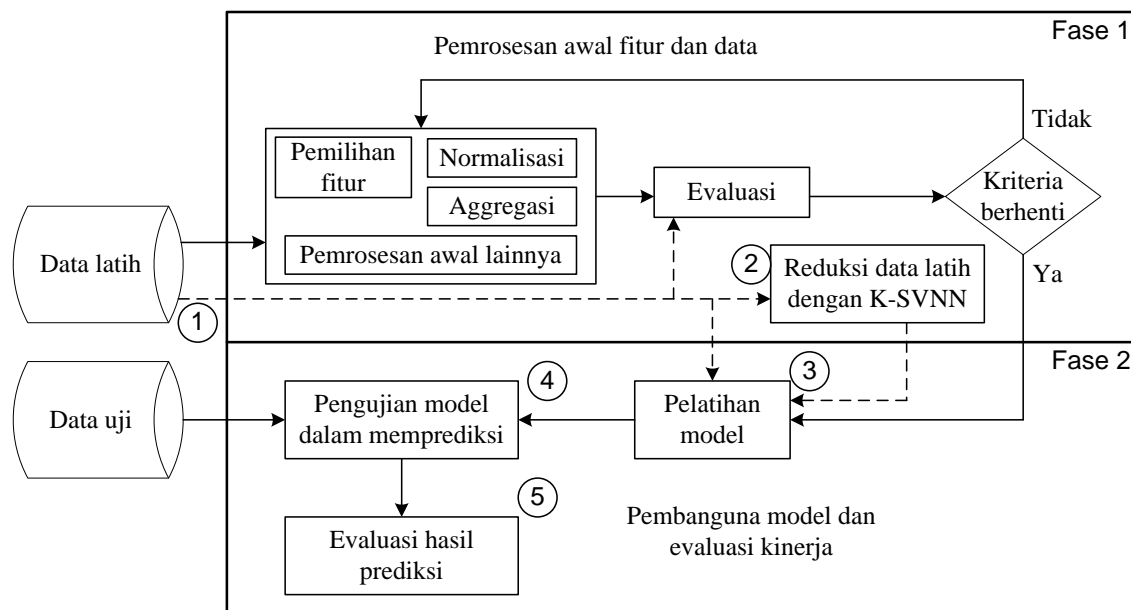 Fase 1
Pemrosesan awal fitur dan data
Tidak
Pemilihan
fitur
Normalisasi
Aggregasi
Pemrosesan awal lainnya
Evaluasi
Kriteria
berhenti
Data latih
1
2
Reduksi data latih
dengan K-SVNN
Ya
Fase 2
Data uji
4
Pengujian model
dalam memprediksi
3
Pelatihan
model
5
Evaluasi hasil
prediksi
Pembanguna model dan
evaluasi kinerja